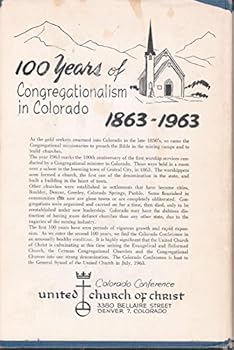 100 Years of
Congregationalism
in Colorado
1863-1963
As the gold seekers swarmed into Colorado in the late 1850's, so came the
Congregational missionaries to preach the Bible in the mining camps and to
build churches.
The year 1963 marks the 100th anniversary of the first worship services con-
ducted by a Congregational minister in Colorado. These were held in a room
over a saloon in the booming town of Central City, in 1863. The worshippers
soon formed a church, the first one of the denomination in the state, and
built a building in the heart of town.
Other churches were established in settlements that have become cities,
Boulder, Denver, Greeley, Colorado Springs, Pueblo. Some flourished in
communities that now are ghost towns or are completely obliterated. Con-
gregations were organized and carried on for a time, then died, only to be
reestablished under new leadership. Colorado may have the dubious dis-
tinction of having more defunct churches than any other state, due to the
vagaries of the mining industry.
The first 100 years have seen periods of vigorous growth and rapid expan-
sion. As we enter the second 100 years, we find the Colorado Conference in
an unusually healthy condition. It is highly significant that the United Church
of Christ is culminating at this time uniting the Evangelical and Reformed
Church, the German Congregational Churches and the Congregational
Churches into one strong denomination. The Colorado Conference is host to
the General Synod of the United Church in July, 1963.
Colorado Conference
united church of christ
3380 BELLAIRE STREET
DENVER 7, COLORADO